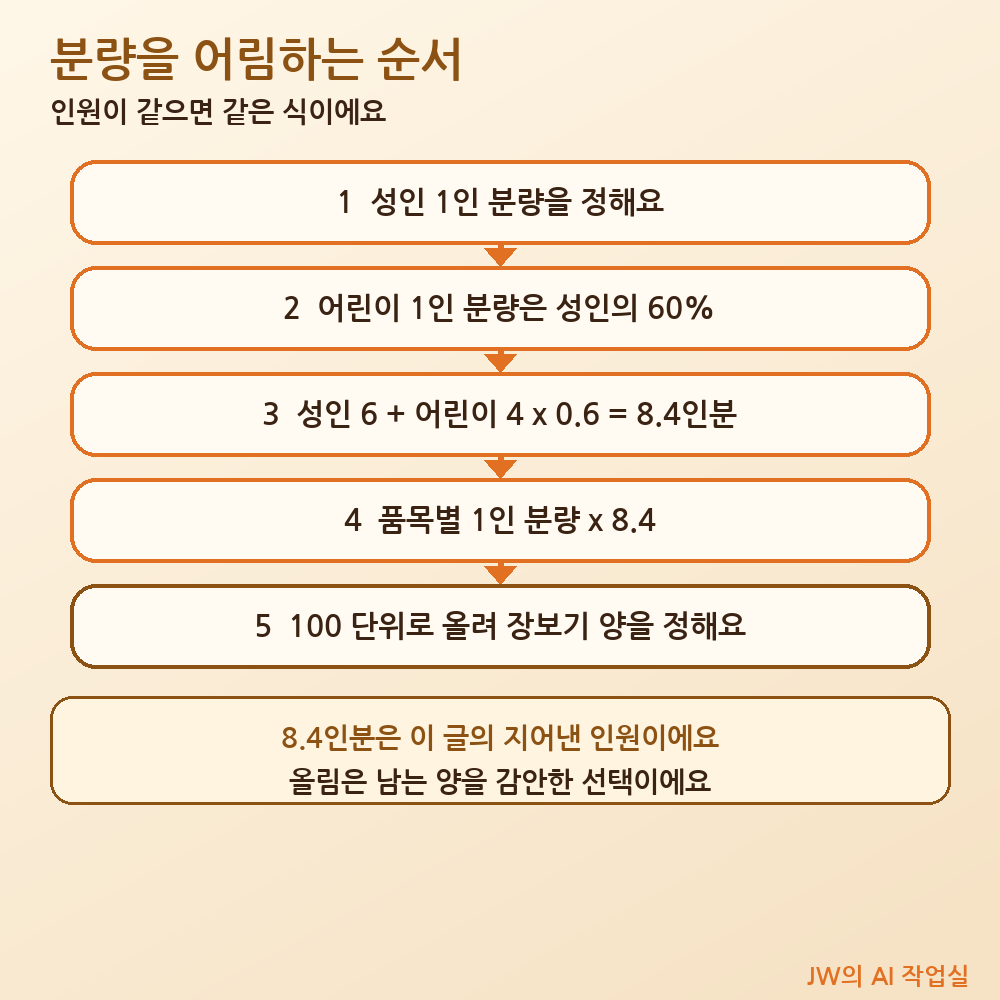 분량을 어림하는 순서
인원이 같으면 같은 식이에요
1 성인 1인 분량을 정해요
2 어린이 1인 분량은 성인의 60%
3 성인 6 + 어린이 4 x 0.6 = 8.4인분
4 품목별 1인 분량 x 8.4
5 100 단위로 올려 장보기 양을 정해요
8.4인분은 이 글의 지어낸 인원이에요
올림은 남는 양을 감안한 선택이에요
JW의 AI 작업실